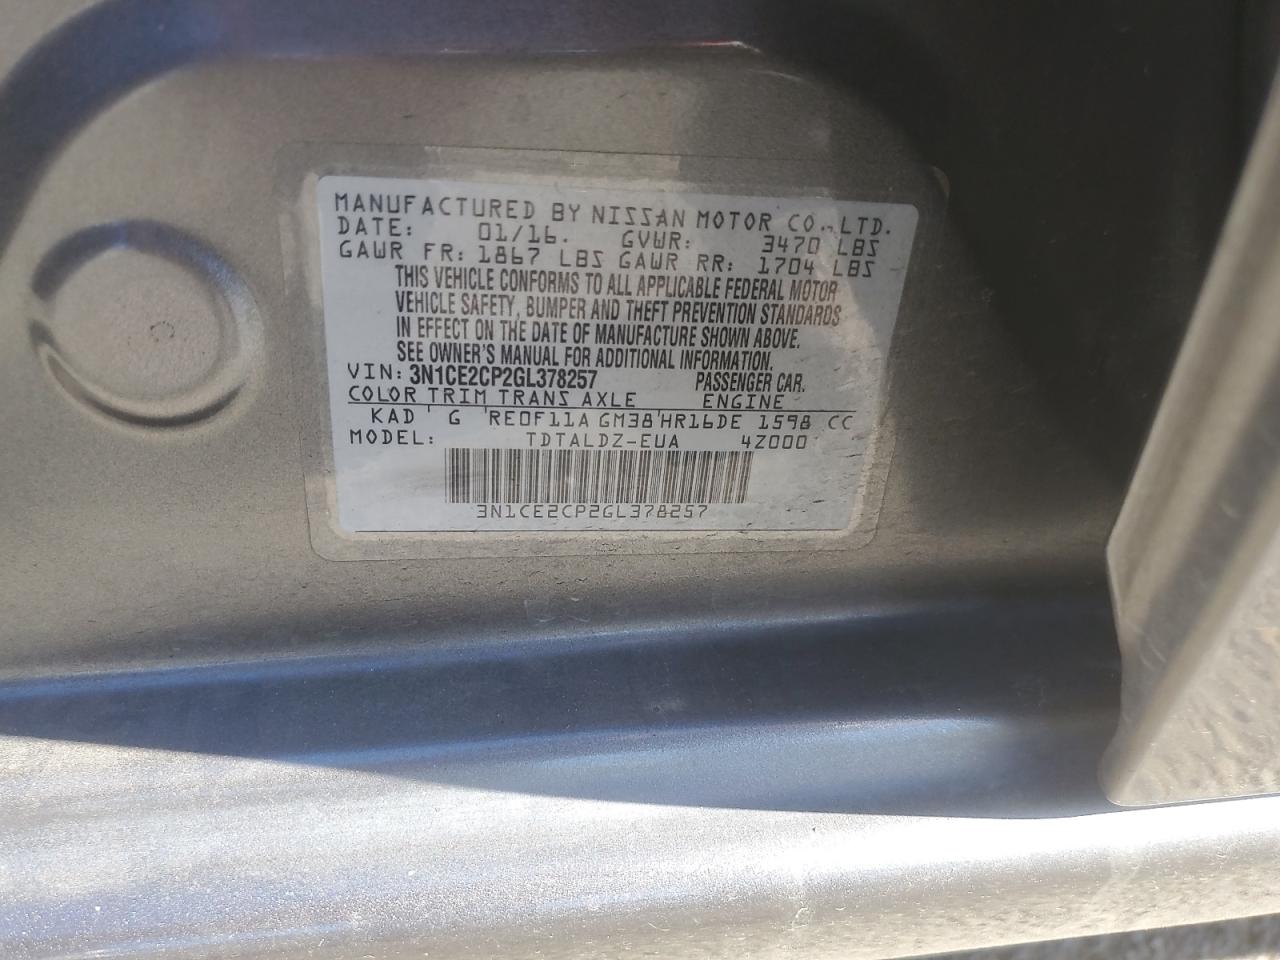 MANUFACTURED BY NISSAN MOTOR CO.,LTD.
DATE: 01/16. GVWR: 3470 LBS
GAWR FR: 1867 LBS GAWR RR: 1704 LBS
THIS VEHICLE CONFORMS TO ALL APPLICABLE FEDERAL MOTOR
VEHICLE SAFETY, BUMPER AND THEFT PREVENTION STANDARDS
IN EFFECT ON THE DATE OF MANUFACTURE SHOWN ABOVE.
SEE OWNER'S MANUAL FOR ADDITIONAL INFORMATION.
VIN: 3N1CE2CP2GL378257 PASSENGER CAR.
COLOR TRIM TRANS AXLE ENGINE
KAD G RE0F11A GM38 HR16DE 1598 CC
MODEL: TDTALDZ-EUA 4Z000
3N1CE2CP2GL378257